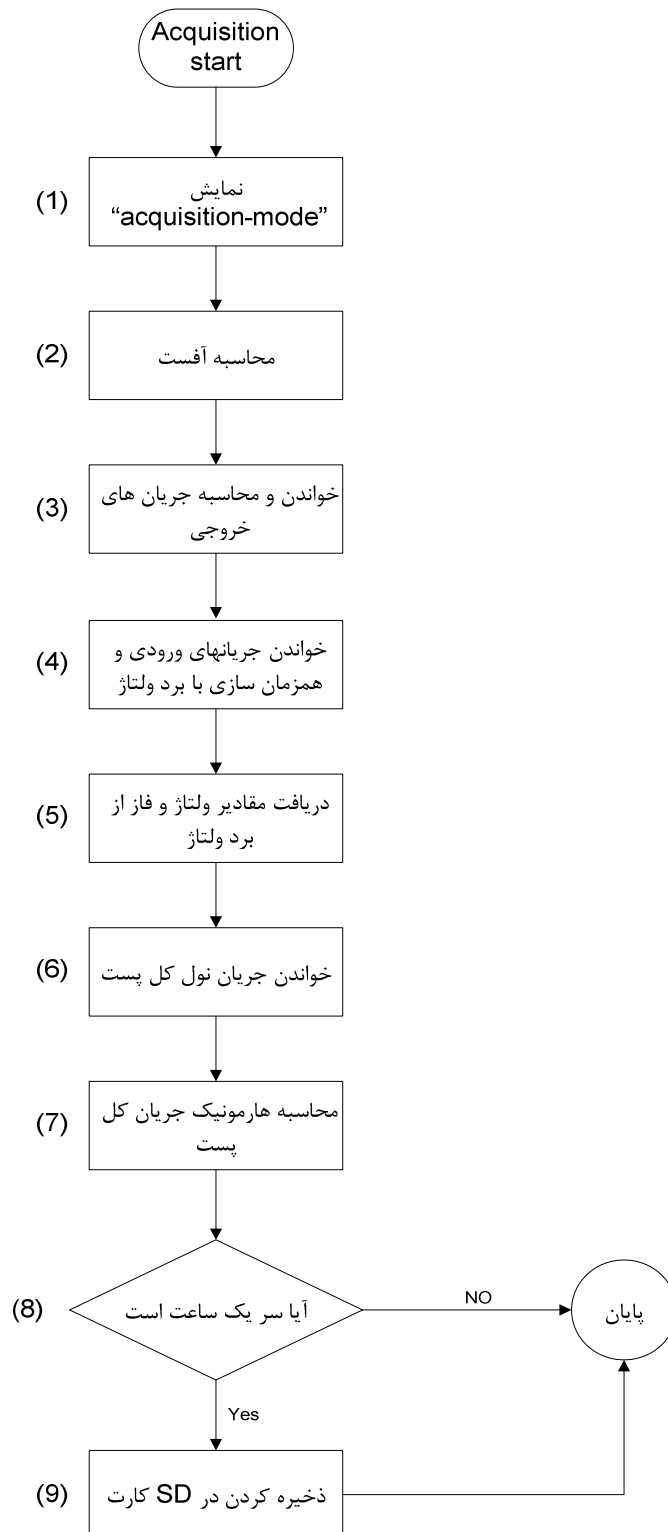 Acquisition
start
(1)
نمایش
“acquisition-mode”
(2)
محاسبه آفست
(3)
خواندن و محاسبه جریان های
خروجی
(4)
خواندن جریانهای ورودی و
همزمان سازی با برد ولتاژ
(5)
دریافت مقادیر ولتاژ و فاز از
برد ولتاژ
(6)
خواندن جریان نول کل پست
(7)
محاسبه هارمونیک جریان کل
پست
(8)
آیا سر یک ساعت است
NO
پایان
Yes
(9)
ذخیره کردن در SD کارت